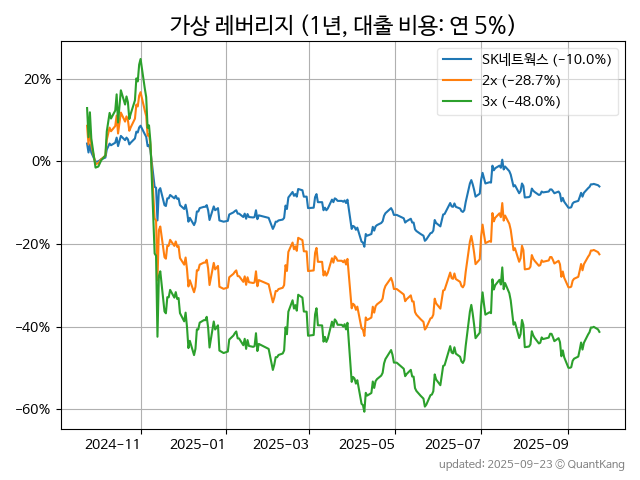 가상 레버리지 (1년, 대출 비용: 연 5%)
SK네트웍스 (−10.0%)
2x (−28.7%)
3x (−48.0%)
20%
0%
−20%
−40%
−60%
2024−11 2025−01 2025−03 2025−05 2025−07 2025−09
updated: 2025-09-23 © QuantKang